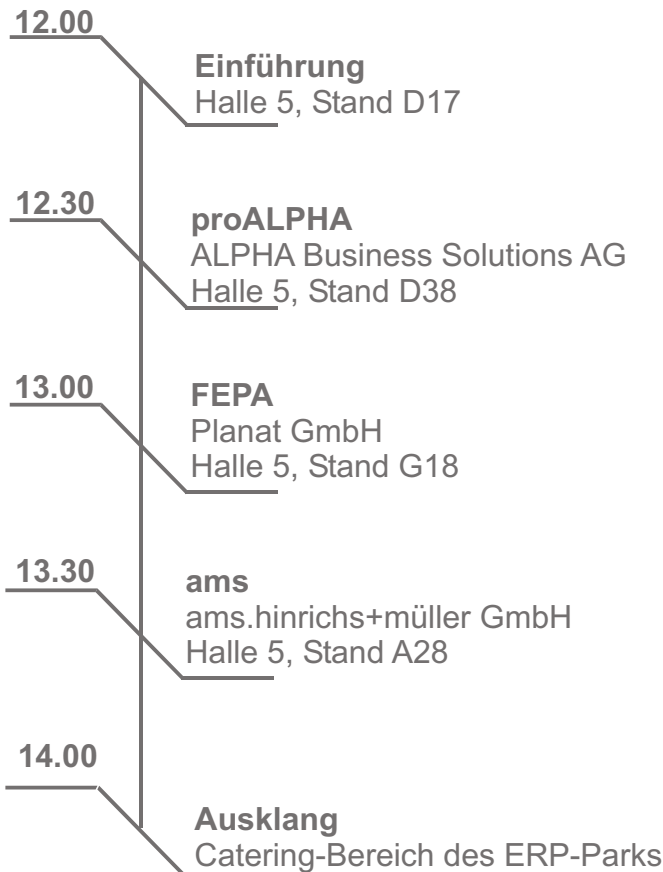 12.00
Einführung
Halle 5, Stand D17
12.30
proALPHA
ALPHA Business Solutions AG
Halle 5, Stand D38
13.00
FEPA
Planat GmbH
Halle 5, Stand G18
13.30
ams
ams.hinrichs+müller GmbH
Halle 5, Stand A28
14.00
Ausklang
Catering-Bereich des ERP-Parks